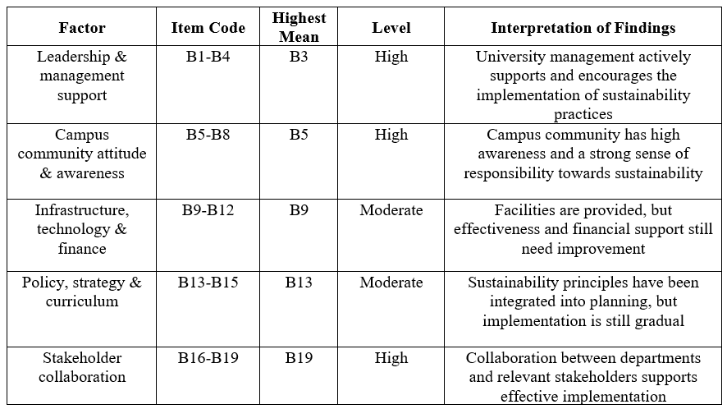 Factor Item Code Highest Mean Level Interpretation of Findings
Leadership & management support B1-B4 B3 High University management actively supports and encourages the implementation of sustainability practices
Campus community attitude & awareness B5-B8 B5 High Campus community has high awareness and a strong sense of responsibility towards sustainability
Infrastructure, technology & finance B9-B12 B9 Moderate Facilities are provided, but effectiveness and financial support still need improvement
Policy, strategy & curriculum B13-B15 B13 Moderate Sustainability principles have been integrated into planning, but implementation is still gradual
Stakeholder collaboration B16-B19 B19 High Collaboration between departments and relevant stakeholders supports effective implementation